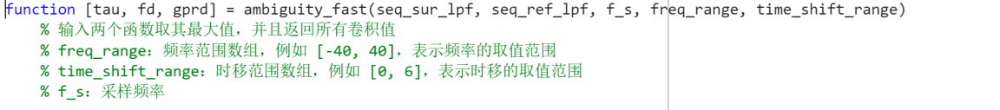 function [tau, fd, gprd] = ambiguity_fast(seq_sur_lpf, seq_ref_lpf, f_s, freq_range, time_shift_range)
% 输入两个函数取其最大值，并且返回所有卷积值
% freq_range：频率范围数组，例如 [-40, 40]，表示频率的取值范围
% time_shift_range：时移范围数组，例如 [0, 6]，表示时移的取值范围
% f_s：采样频率